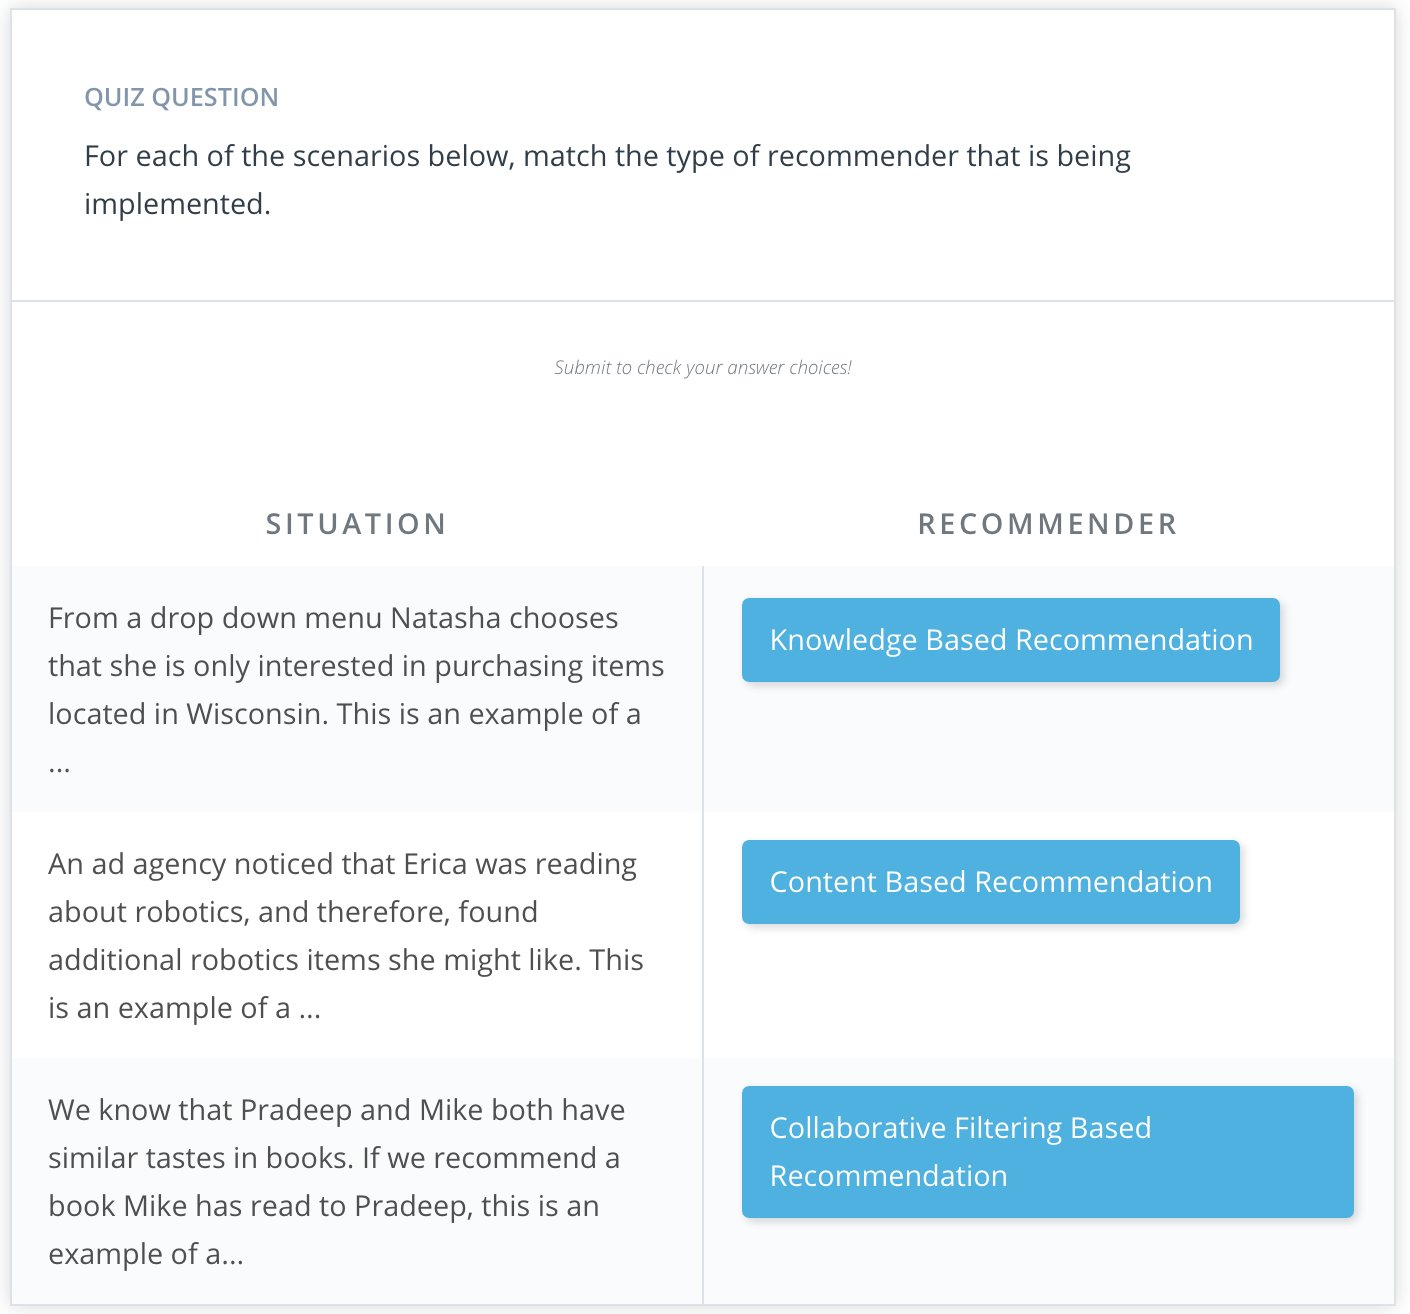 QUIZ QUESTION
For each of the scenarios below, match the type of recommender that is being
implemented.
Submit to check your answer choices!
SITUATION
RECOMMENDER
From a drop down menu Natasha chooses
that she is only interested in purchasing items
located in Wisconsin. This is an example of a
...
Knowledge Based Recommendation
An ad agency noticed that Erica was reading
about robotics, and therefore, found
additional robotics items she might like. This
is an example of a ...
Content Based Recommendation
We know that Pradeep and Mike both have
similar tastes in books. If we recommend a
book Mike has read to Pradeep, this is an
example of a...
Collaborative Filtering Based
Recommendation